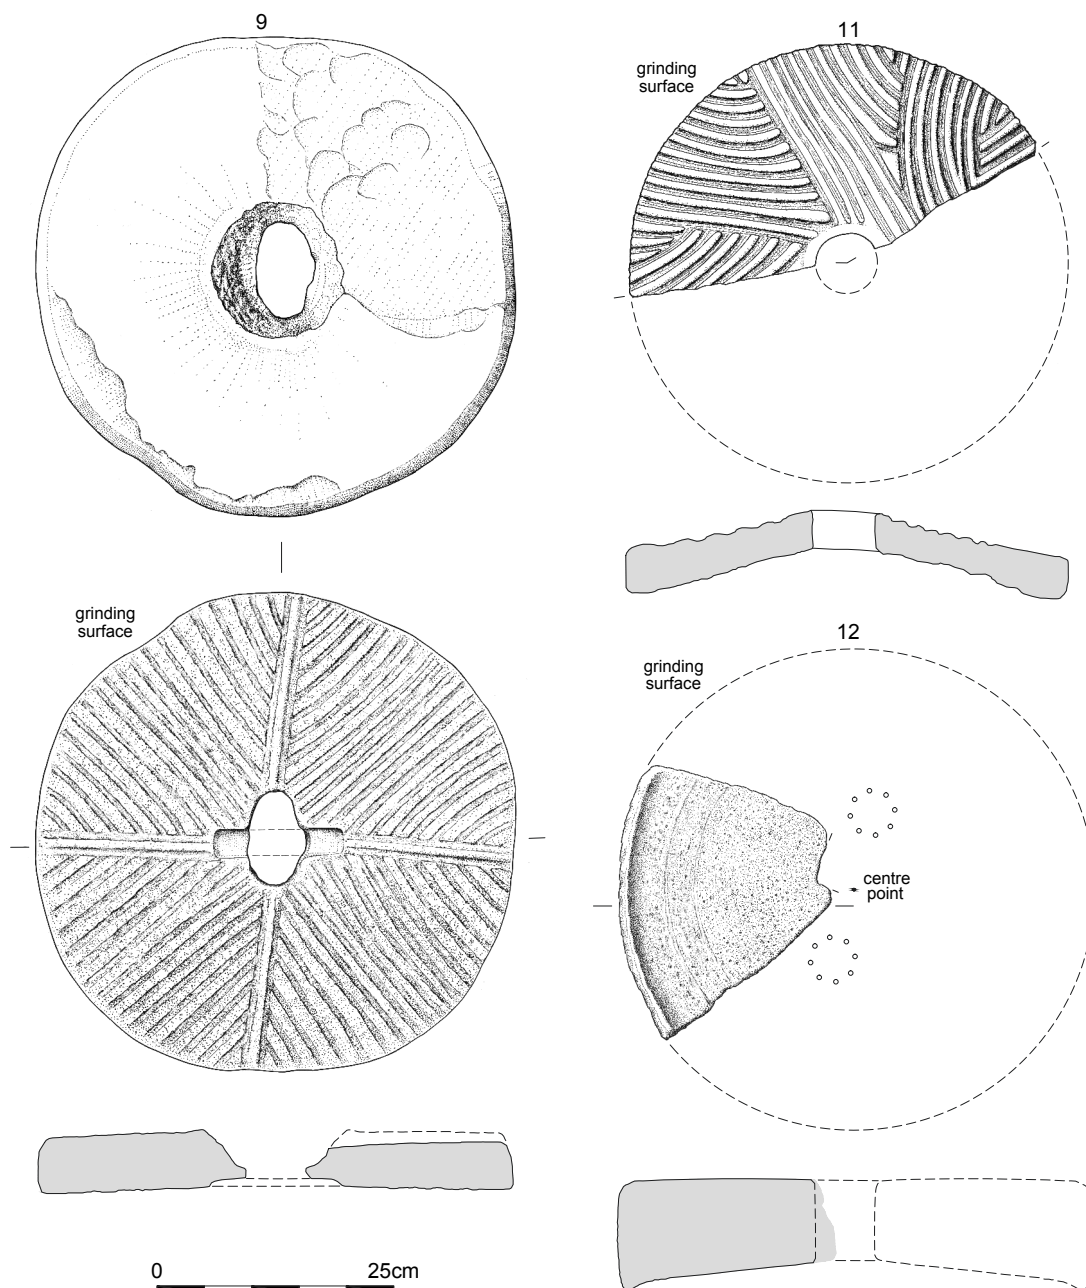 9
grinding
surface
0
25cm
11
grinding
surface
12
grinding
surface
centre
point